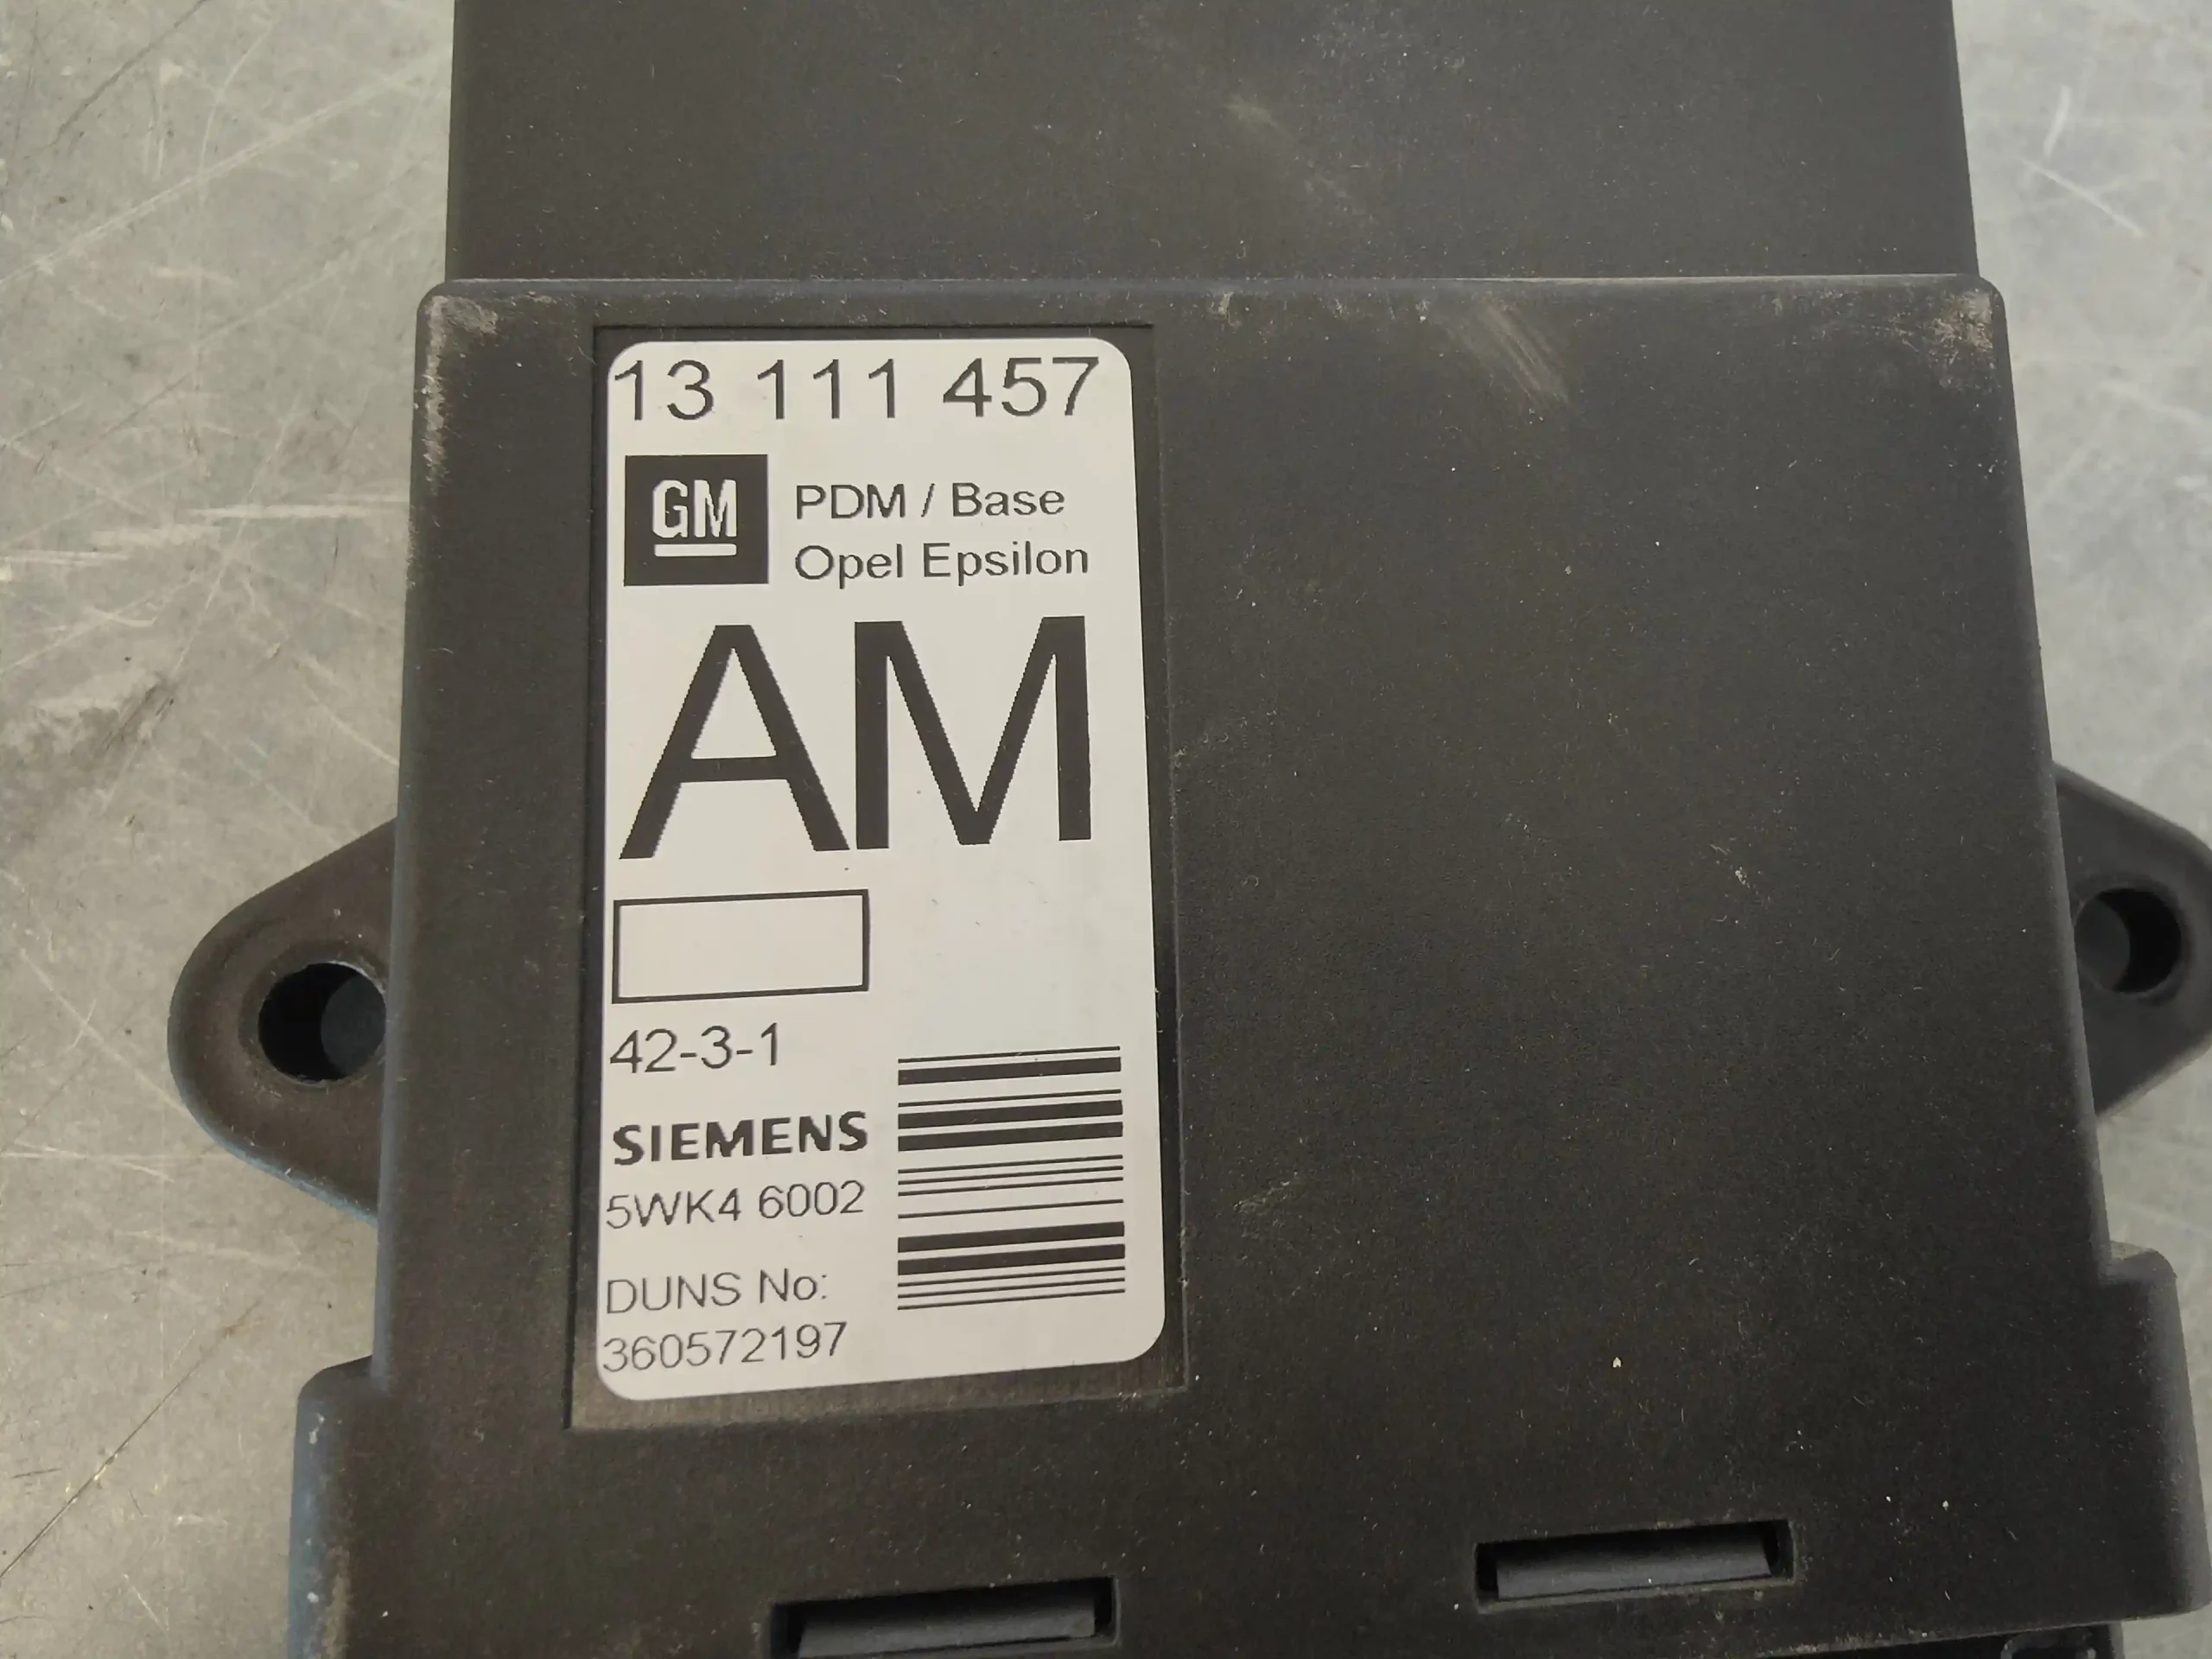 13 111 457
GM
PDM / Base
Opel Epsilon
AM
42-3-1
SIEMENS
5WK4 6002
DUNS No:
360572197